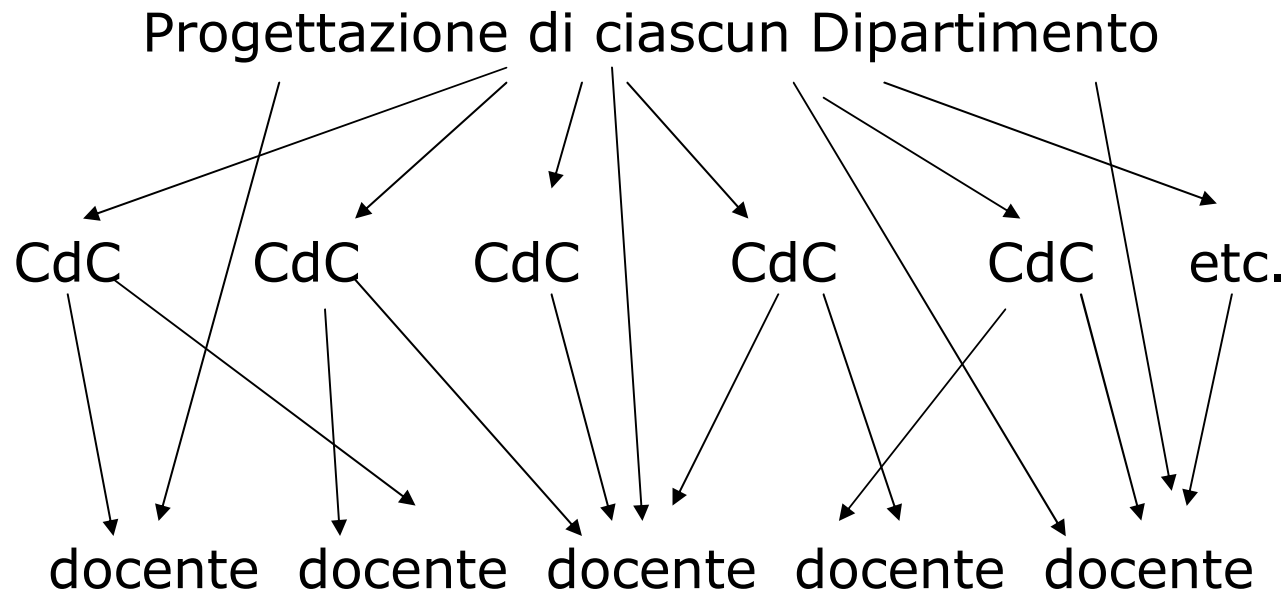 Progettazione di ciascun Dipartimento
CdC CdC CdC CdC CdC etc.
docente docente docente docente docente